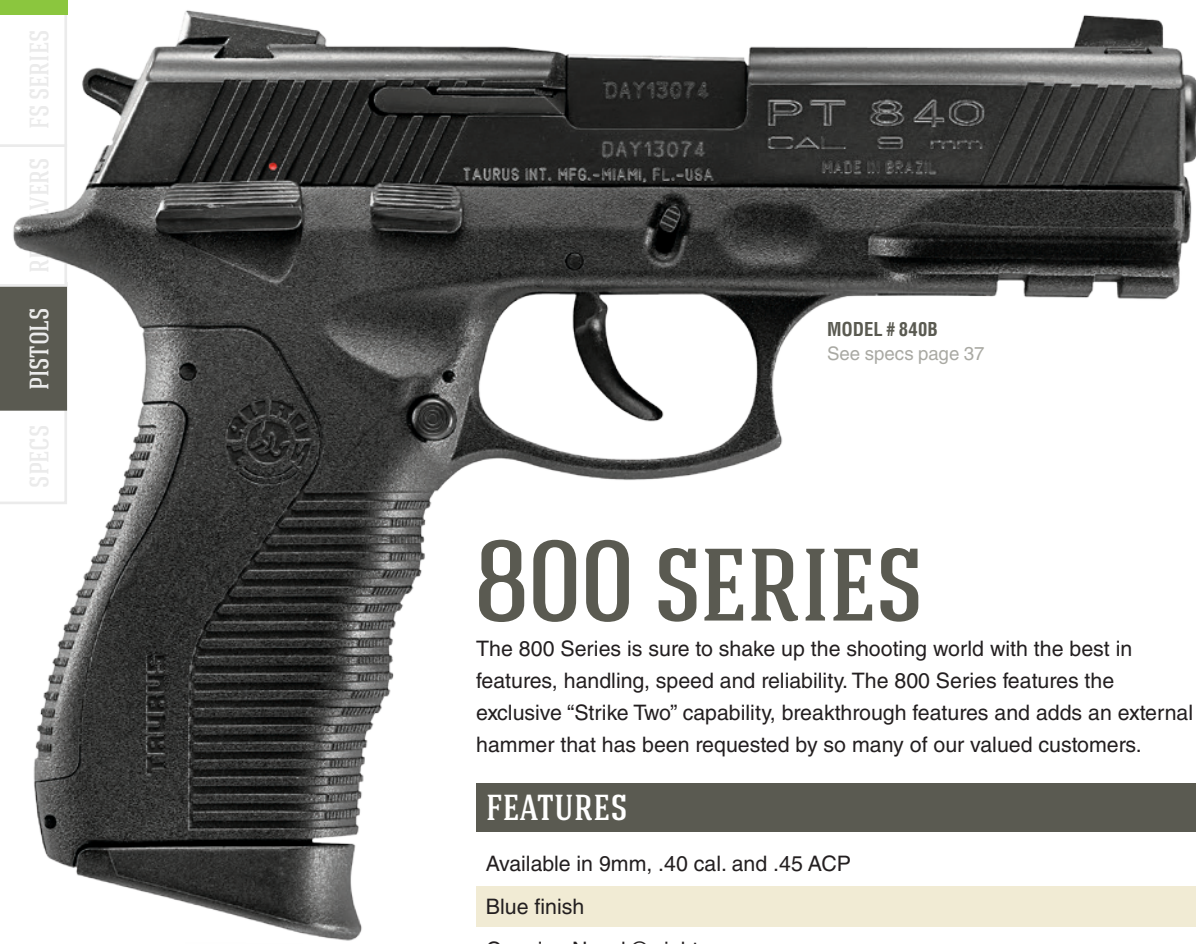 FS SERIES
PISTOLS
SPECS
DAY13074
DAY13074
PT 840
CAL 9 mm
MADE IN BRAZIL
TAURUS INT. MFG.-MIAMI, FL.-USA
MODEL # 840B
See specs page 37
TAURUS
TAURUS
800 SERIES
The 800 Series is sure to shake up the shooting world with the best in
features, handling, speed and reliability. The 800 Series features the
exclusive “Strike Two” capability, breakthrough features and adds an external
hammer that has been requested by so many of our valued customers.
FEATURES
Available in 9mm, .40 cal. and .45 ACP
Blue finish